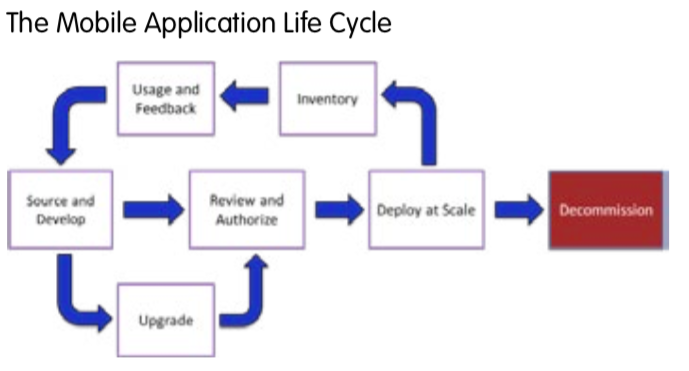 The Mobile Application Life Cycle
Usage and
Feedback
Inventory
Source and
Develop
Review and
Authorize
Deploy at Scale
Decommission
Upgrade